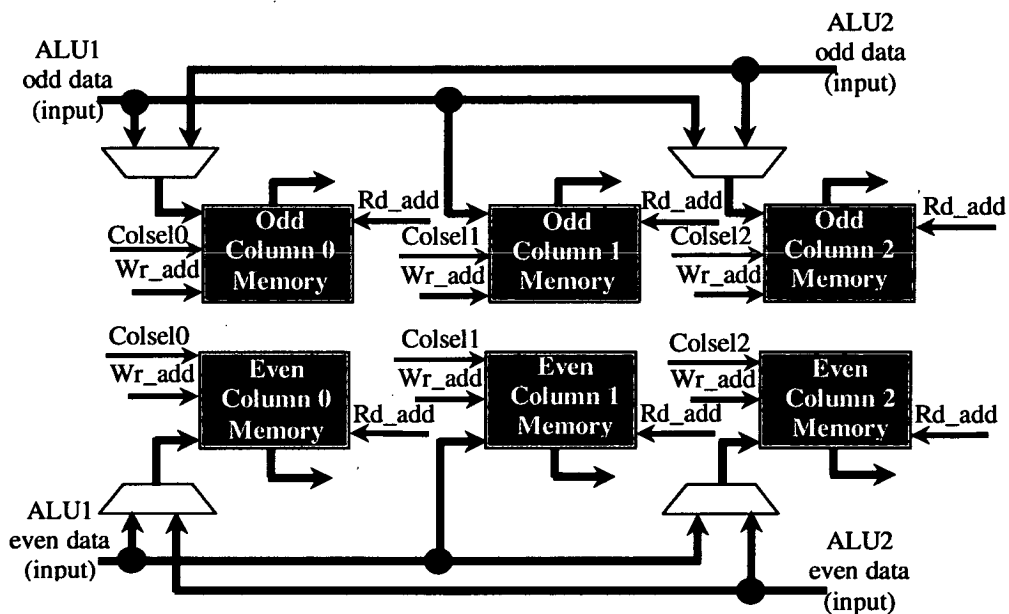 ALU1
odd data
(input)
ALU2
odd data
(input)
Odd
Column 0
Memory
Rd_add
Colsel0
Wr_add
Odd
Column 1
Memory
Rd_add
Colsel1
Wr_add
Odd
Column 2
Memory
Rd_add
Colsel2
Wr_add
Colsel0
Wr_add
Even
Column 0
Memory
Rd_add
Colsel1
Wr_add
Even
Column 1
Memory
Rd_add
Colsel2
Wr_add
Even
Column 2
Memory
Rd_add
ALU1
even data
(input)
ALU2
even data
(input)